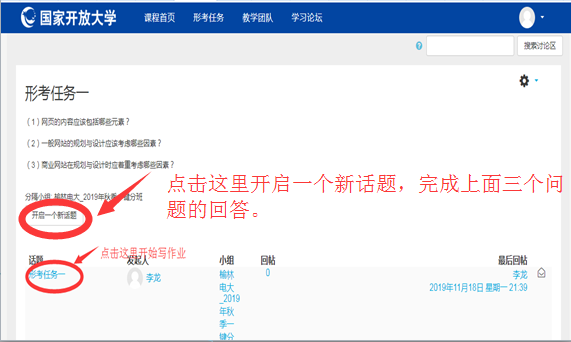 国家开放大学
课程首页 形考任务 教学团队 学习论坛
搜索讨论区
形考任务一
（1）网页的内容应该包括哪些元素？
（2）一般网站的规划与设计应该考虑哪些因素？
（3）商业网站在规划与设计时应着重考虑哪些因素？
点击这里开启一个新话题，完成上面三个问
题的回答。
分隔小组 榆林电大_2019年秋季一键分班
开启一个新话题
点击这里开始写作业
话题 发起人 小组 回帖 最后回帖
形考任务一 李龙 榆林 0 李龙
电大 2019年11月18日 星期一 21:39
_2019
年秋
季一
键分